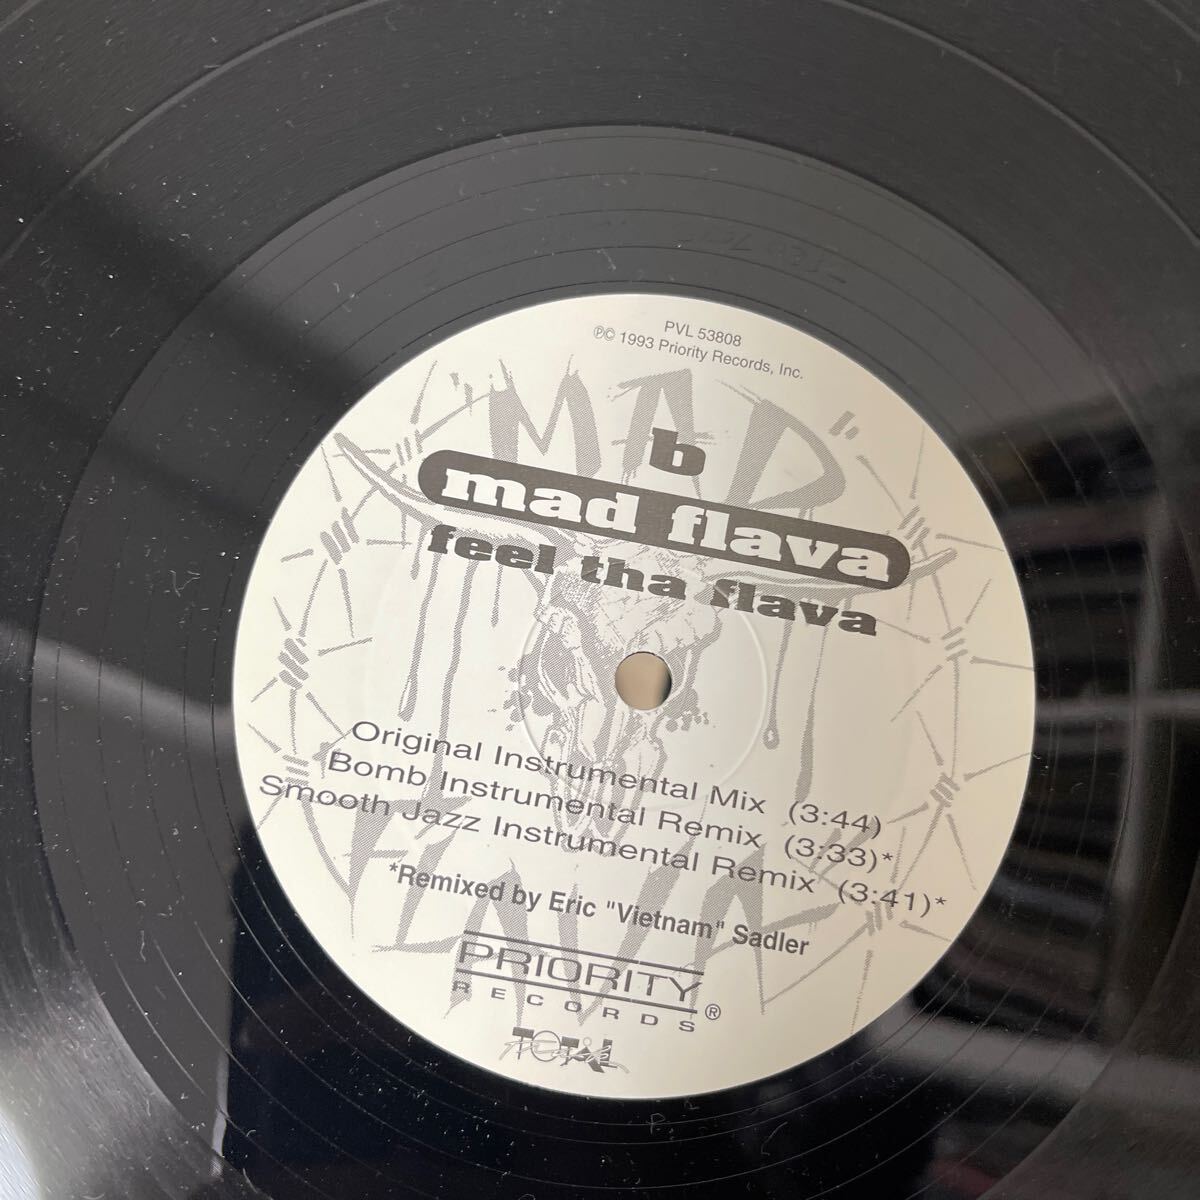 PVL 53808
℗© 1993 Priority Records, Inc.
MAD
b
mad flava
feel tha flava
Original Instrumental Mix (3:44)
Bomb Instrumental Remix (3:33)*
Smooth Jazz Instrumental Remix (3:41)*
*Remixed by Eric "Vietnam" Sadler
FLAVA
PRIORITY
RECORDS®
TOTAL